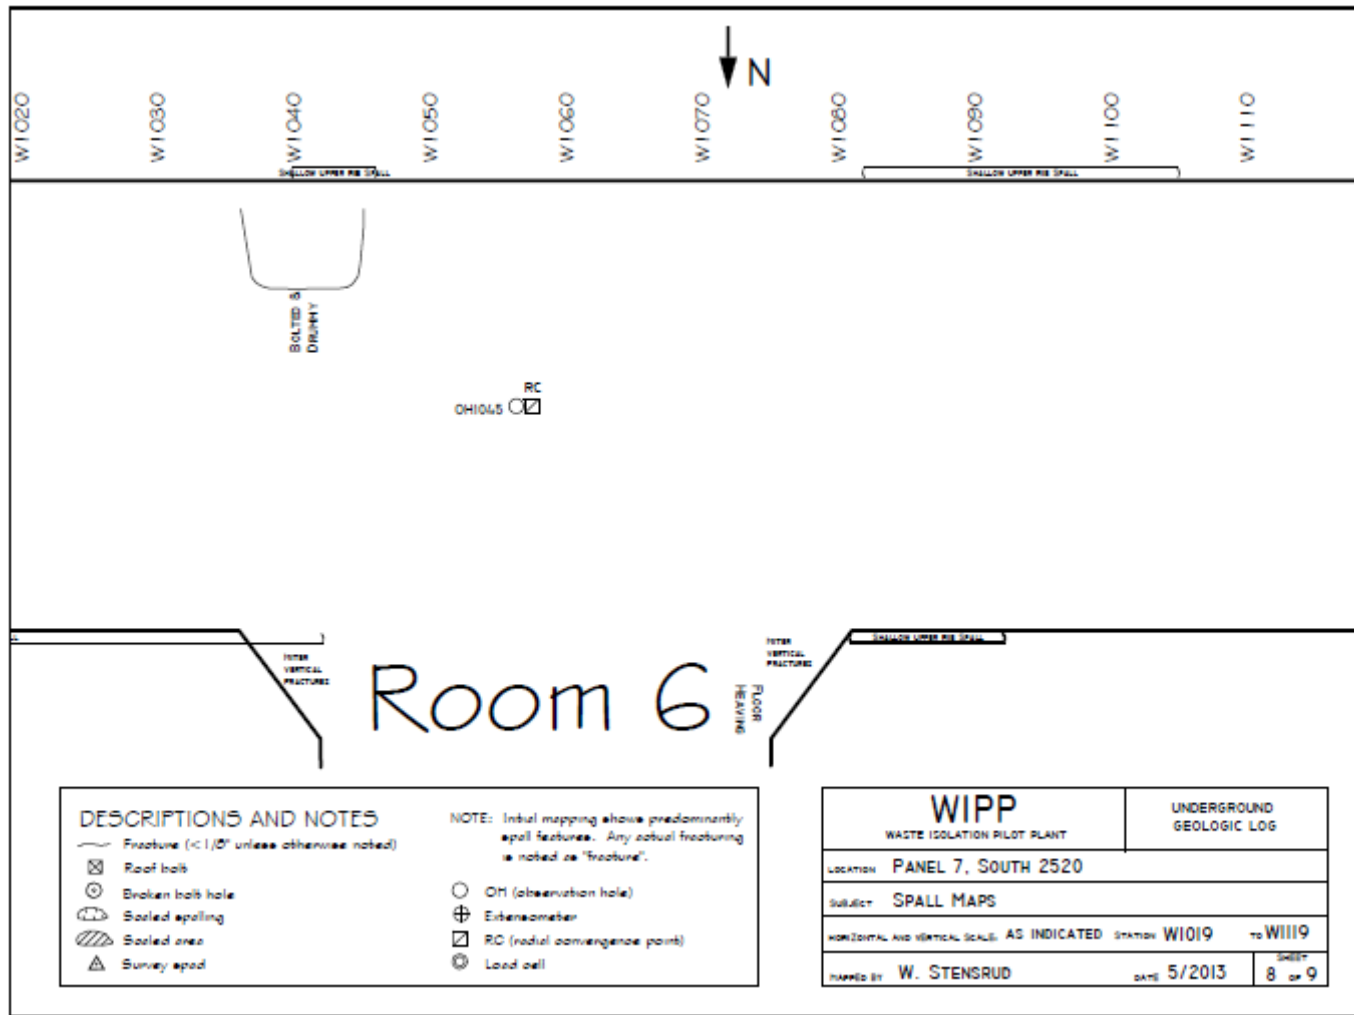 N
W1020
W1030
W1040
W1050
W1060
W1070
W1080
W1090
W1100
W1110
SHALLOW UPPER RIB SPALL
SHALLOW UPPER RIB SPALL
BOLTED &
DRUMMY
RC
OH1045
INTER
VERTICAL
FRACTURES
INTER
VERTICAL
FRACTURES
SHALLOW UPPER RIB SPALL
Room 6
FLOOR
HEAVING
DESCRIPTIONS AND NOTES
Fracture (<1/8" unless otherwise noted)
Roof bolt
Broken bolt hole
Scaled spalling
Scaled area
Survey spad
NOTE: Initial mapping shows predominantly
spall features. Any actual fracturing
is noted as "fracture".
OH (observation hole)
Extensometer
RC (radial convergence point)
Load cell
WIPP
WASTE ISOLATION PILOT PLANT
UNDERGROUND
GEOLOGIC LOG
LOCATION PANEL 7, SOUTH 2520
SUBJECT SPALL MAPS
HORIZONTAL AND VERTICAL SCALE: AS INDICATED STATION W1019 TO W1119
MAPPED BY W. STENSRUD DATE 5/2013 SHEET 8 OF 9